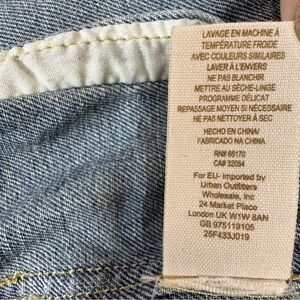 LAVAGE EN MACHINE À
TEMPÉRATURE FROIDE
AVEC COULEURS SIMILAIRES
LAVER À L'ENVERS
NE PAS BLANCHIR
METTRE AU SÈCHE-LINGE
PROGRAMME DÉLICAT
REPASSAGE MOYEN SI NÉCESSAIRE
NE PAS NETTOYER À SEC
HECHO EN CHINA/
FABRICADO NA CHINA
RN# 66170
CA# 32084
For EU- Imported by
Urban Outfitters
Wholesale, Inc
24 Market Place
London UK W1W 8AN
GB 975119105
25F433J019